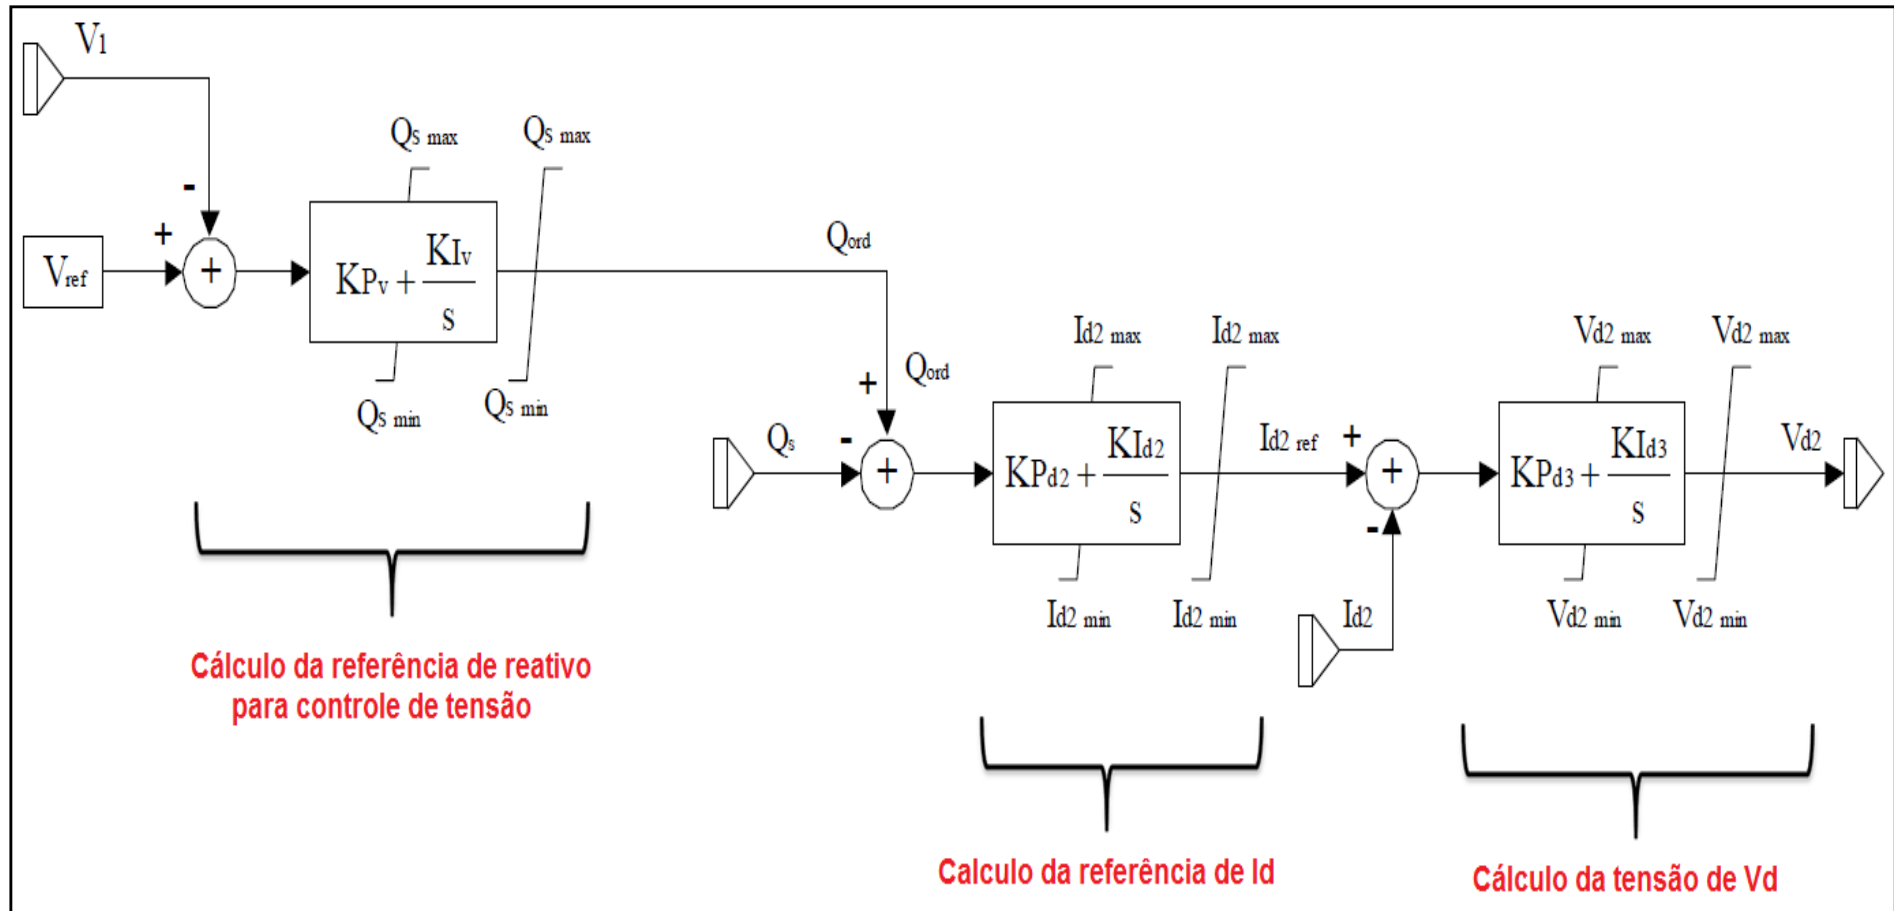 V1
Qs max
Qs max
-
+
Vref
+
KPv + KIv
s
Qs min
Qs min
Qord
Qord
+
-
Qs
+
Id2 max
Id2 max
KPd2 + KId2
s
Id2 min
Id2 min
Id2 ref
+
+
-
Id2
Vd2 max
Vd2 max
KPd3 + KId3
s
Vd2 min
Vd2 min
Vd2
Cálculo da referência de reativo
para controle de tensão
Calculo da referência de Id
Cálculo da tensão de Vd